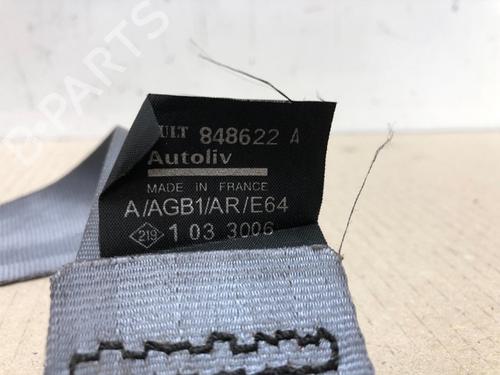 ULT 848622 A
Autoliv
MADE IN FRANCE
A/AGB1/AR/E64
219 1 03 3006
B-PARTS